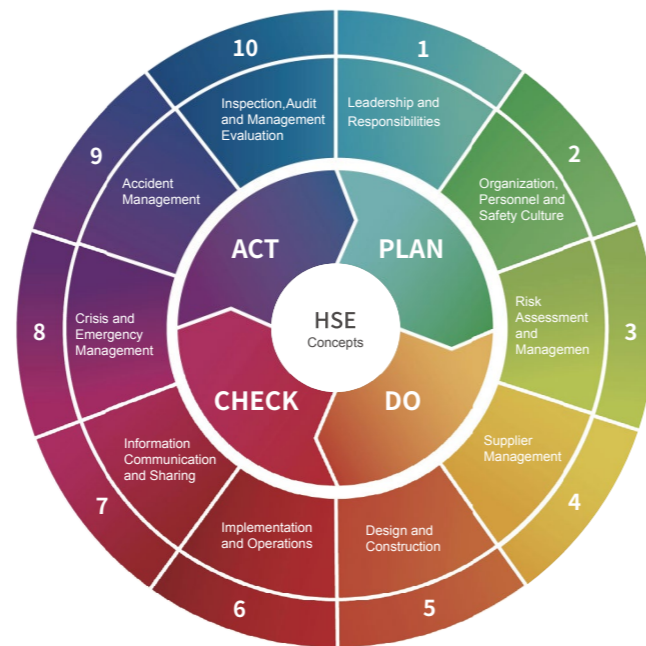 1
Leadership and
Responsibilities
2
Organization,
Personnel and
Safety Culture
3
Risk
Assessment
and
Managemen
4
Supplier
Management
5
Design and
Construction
6
Implementation
and Operations
7
Information
Communication
and Sharing
8
Crisis and
Emergency
Management
9
Accident
Management
10
Inspection,Audit
and Management
Evaluation
PLAN
DO
CHECK
ACT
HSE
Concepts